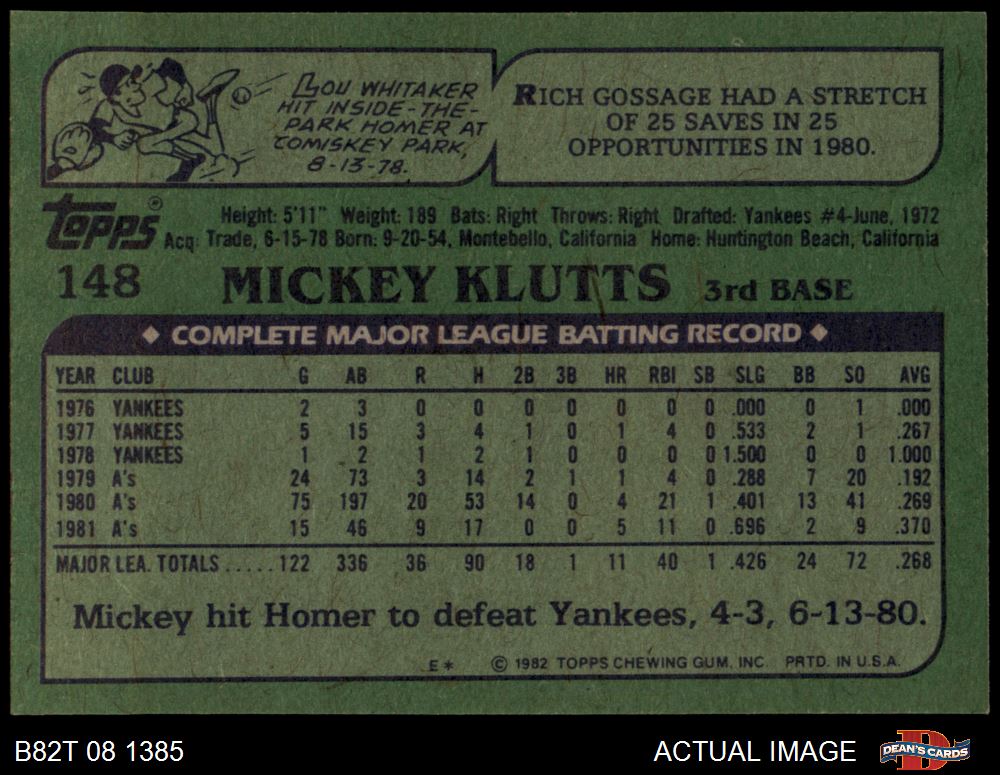 LOU WHITAKER
HIT INSIDE-THE-
PARK HOMER AT
COMISKEY PARK,
8-13-78.
RICH GOSSAGE HAD A STRETCH
OF 25 SAVES IN 25
OPPORTUNITIES IN 1980.
Topps® Height: 5'11" Weight: 189 Bats: Right Throws: Right Drafted: Yankees #4-June, 1972
Acq: Trade, 6-15-78 Born: 9-20-54, Montebello, California Home: Huntington Beach, California
148 MICKEY KLUTTS 3rd BASE
◆ COMPLETE MAJOR LEAGUE BATTING RECORD ◆
YEAR CLUB G AB R H 2B 3B HR RBI SB SLG BB SO AVG
1976 YANKEES 2 3 0 0 0 0 0 0 0 .000 0 1 .000
1977 YANKEES 5 15 3 4 1 0 1 4 0 .533 2 1 .267
1978 YANKEES 1 2 1 2 1 0 0 0 0 1.500 0 0 1.000
1979 A's 24 73 3 14 2 1 1 4 0 .288 7 20 .192
1980 A's 75 197 20 53 14 0 4 21 1 .401 13 41 .269
1981 A's 15 46 9 17 0 0 5 11 0 .696 2 9 .370
MAJOR LEA. TOTALS.....122 336 36 90 18 1 11 40 1 .426 24 72 .268
Mickey hit Homer to defeat Yankees, 4-3, 6-13-80.
E* © 1982 TOPPS CHEWING GUM, INC. PRTD. IN U.S.A.
B82T 08 1385 ACTUAL IMAGE DEAN'S CARDS